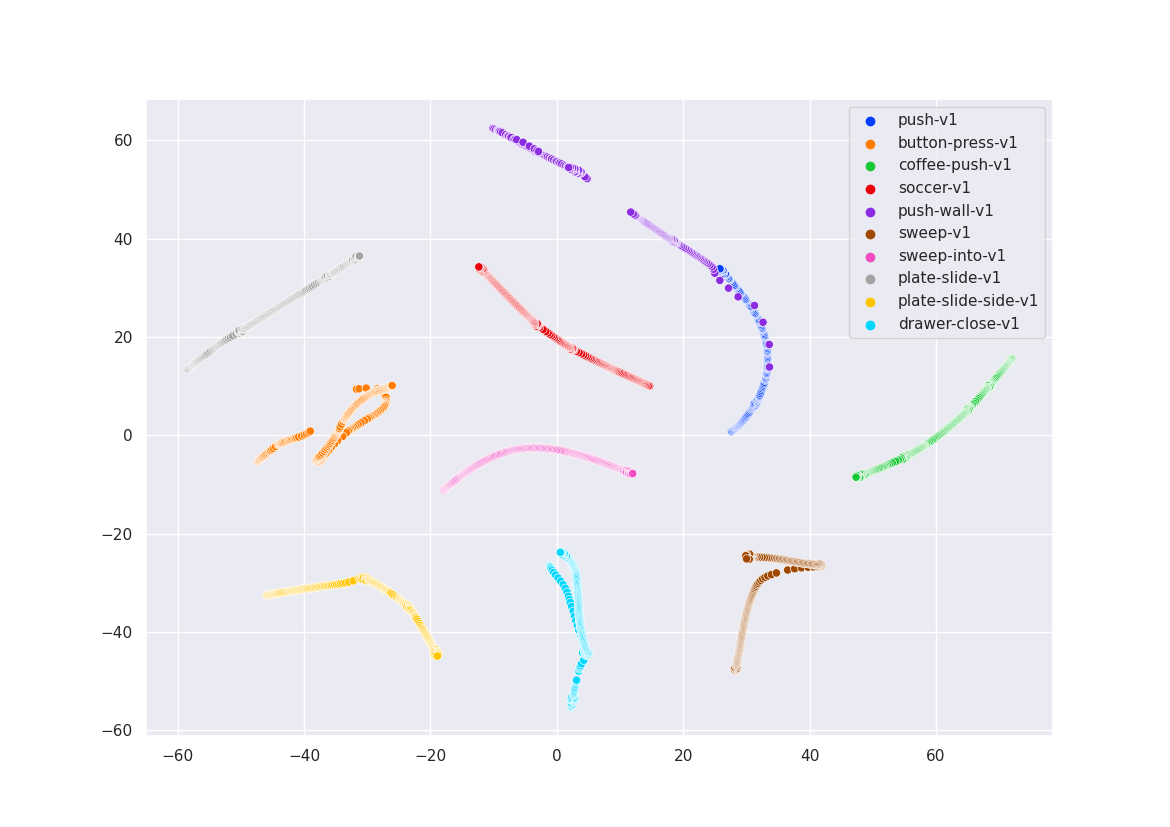 push-v1
button-press-v1
coffee-push-v1
soccer-v1
push-wall-v1
sweep-v1
sweep-into-v1
plate-slide-v1
plate-slide-side-v1
drawer-close-v1
60
40
20
0
−20
−40
−60
−60 −40 −20 0 20 40 60